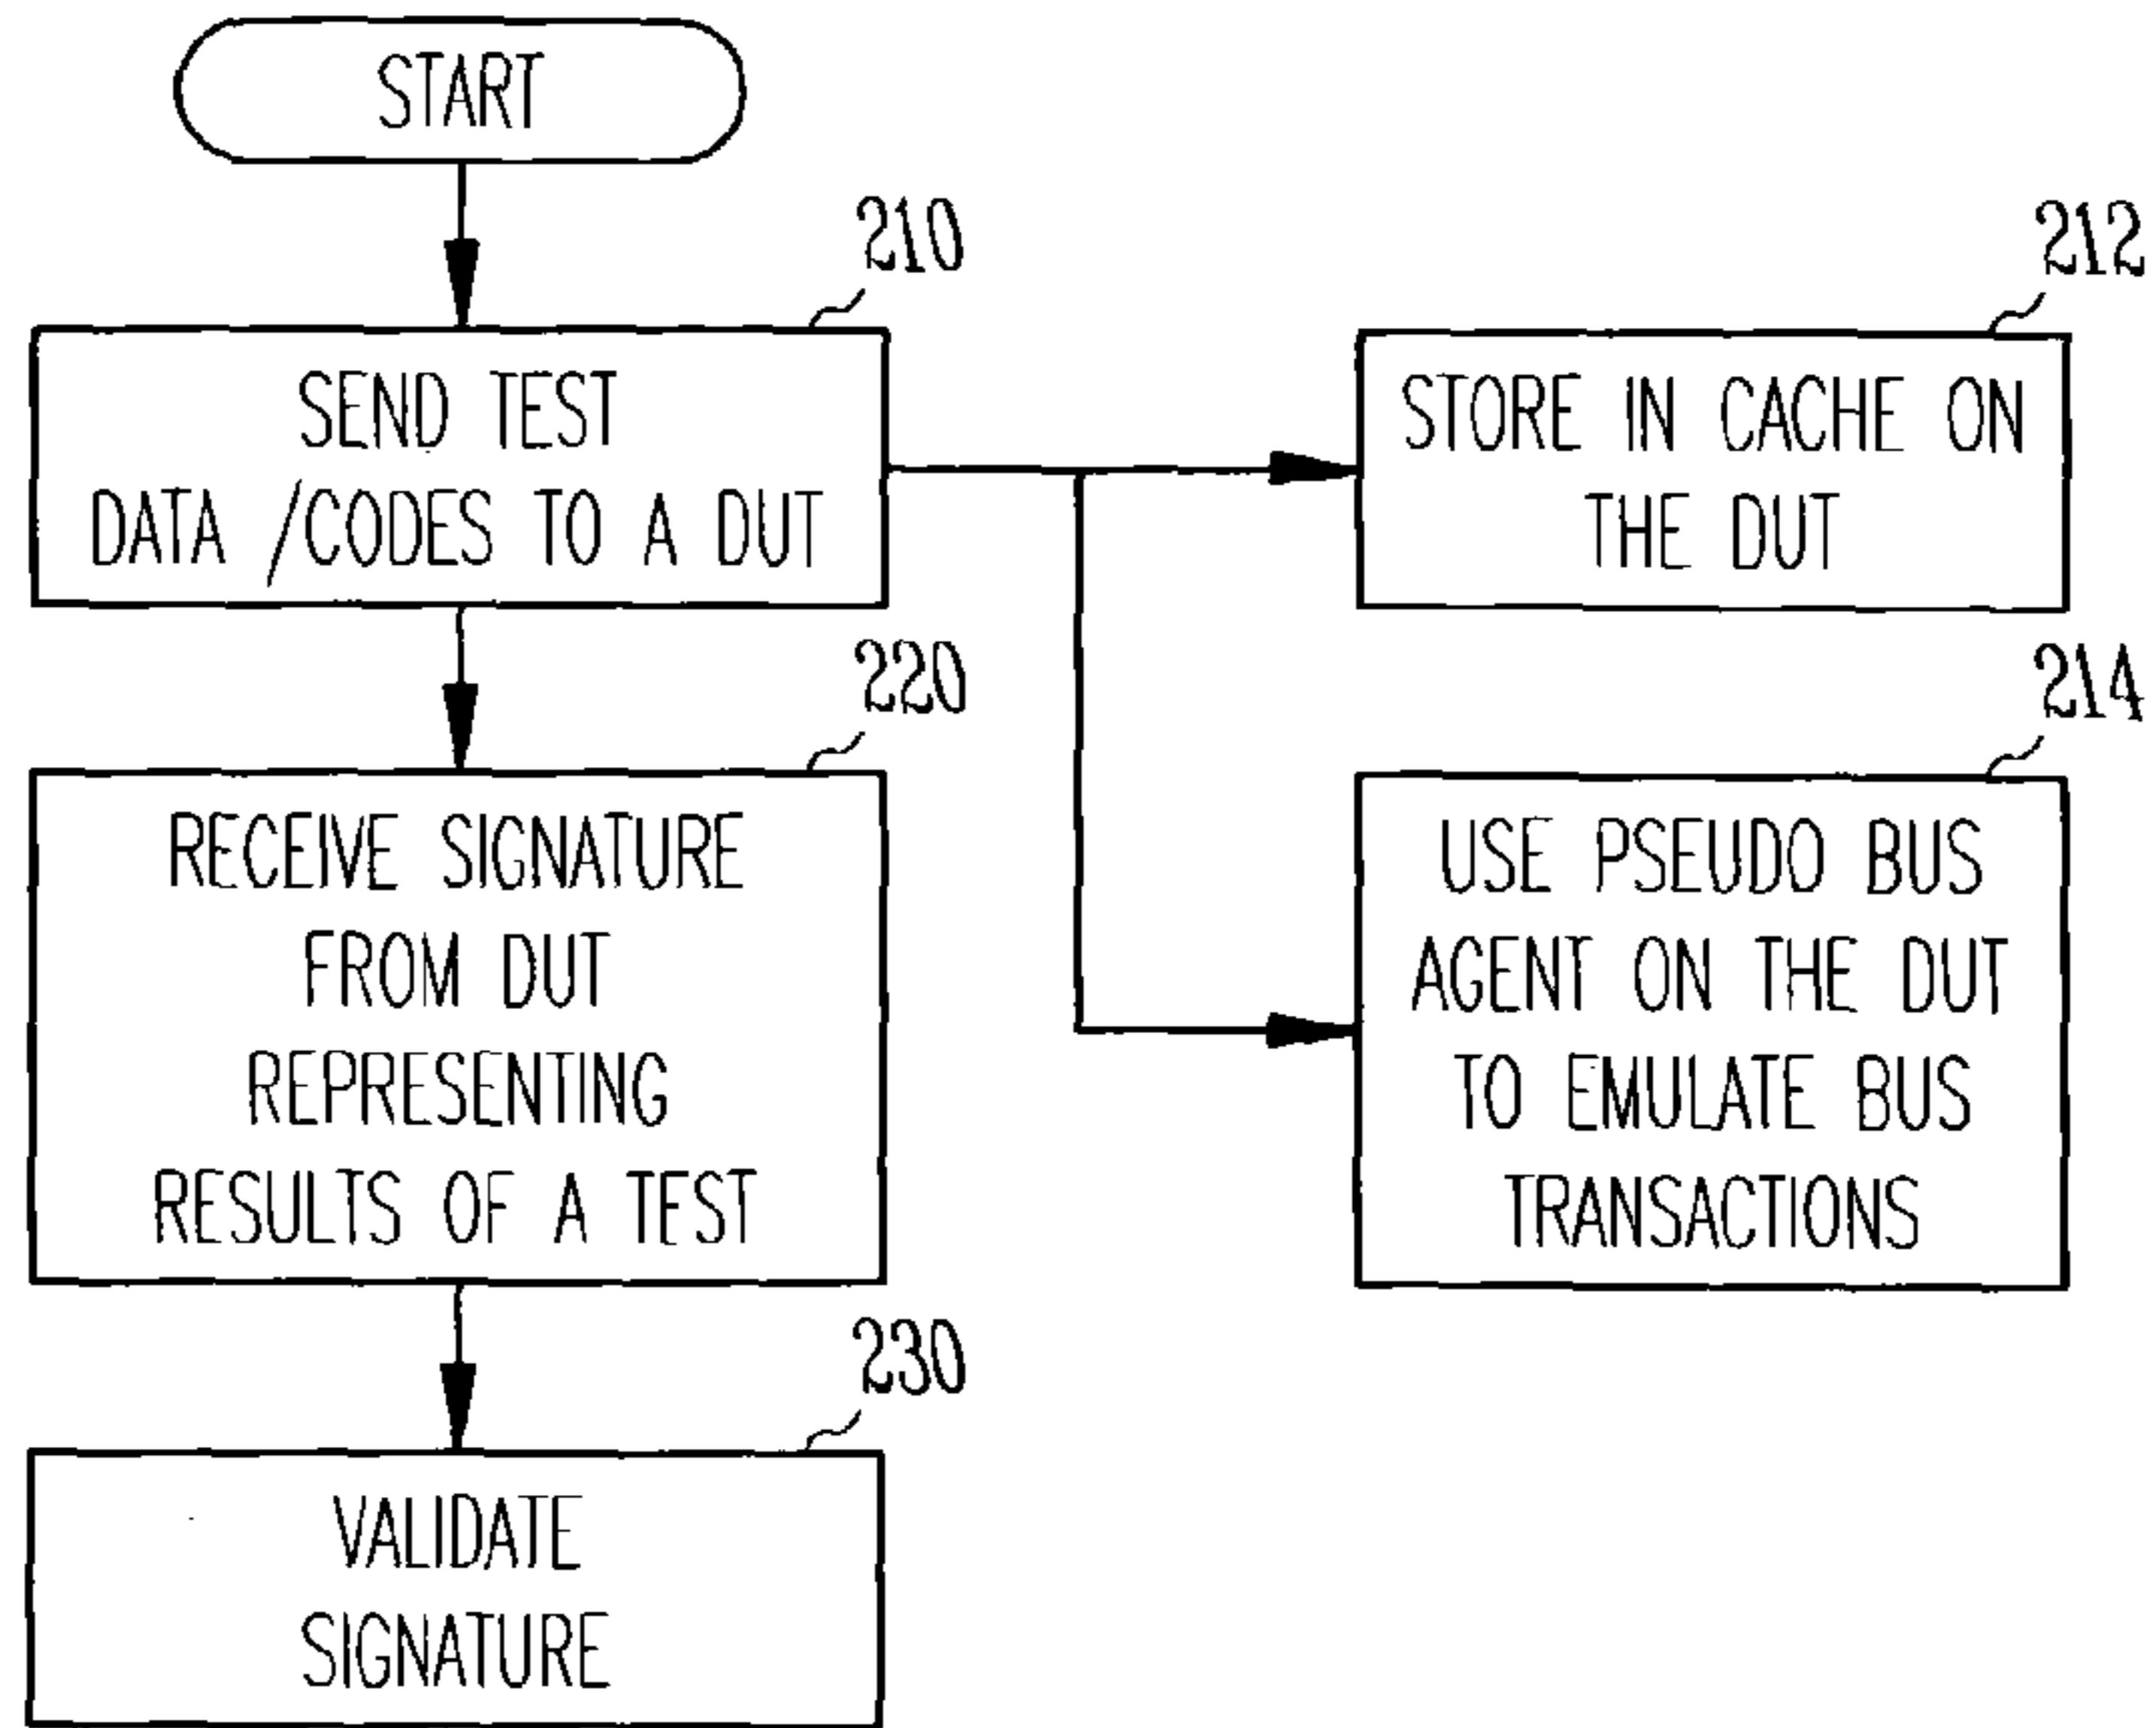 START
210
SEND TEST
DATA /CODES TO A DUT
212
STORE IN CACHE ON
THE DUT
220
RECEIVE SIGNATURE
FROM DUT
REPRESENTING
RESULTS OF A TEST
214
USE PSEUDO BUS
AGENT ON THE DUT
TO EMULATE BUS
TRANSACTIONS
230
VALIDATE
SIGNATURE